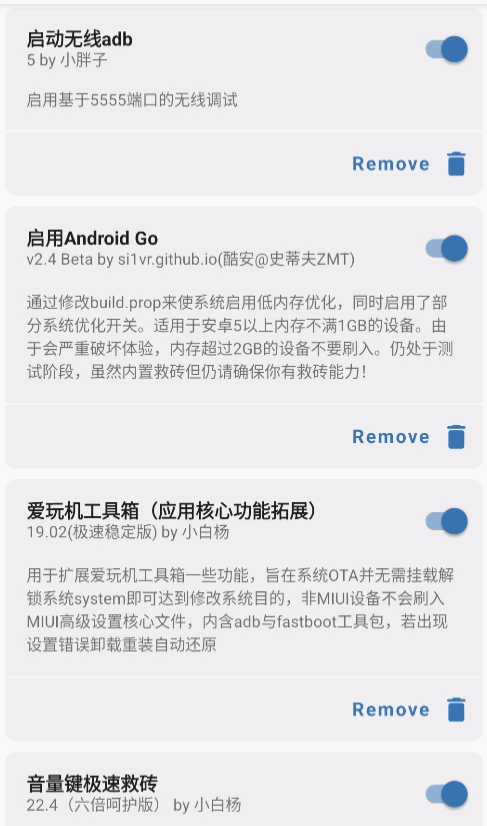 启动无线adb
5 by 小胖子
启用基于5555端口的无线调试
Remove
启用Android Go
v2.4 Beta by si1vr.github.io(酷安@史蒂夫ZMT)
通过修改build.prop来使系统启用低内存优化，同时启用了部
分系统优化开关。适用于安卓5以上内存不满1GB的设备。由
于会严重破坏体验，内存超过2GB的设备不要刷入。仍处于测
试阶段，虽然内置救砖但仍请确保你有救砖能力！
Remove
爱玩机工具箱（应用核心功能拓展）
19.02(极速稳定版) by 小白杨
用于扩展爱玩机工具箱一些功能，旨在系统OTA并无需挂载解
锁系统system即可达到修改系统目的，非MIUI设备不会刷入
MIUI高级设置核心文件，内含adb与fastboot工具包，若出现
设置错误卸载重装自动还原
Remove
音量键极速救砖
22.4（六倍呵护版） by 小白杨